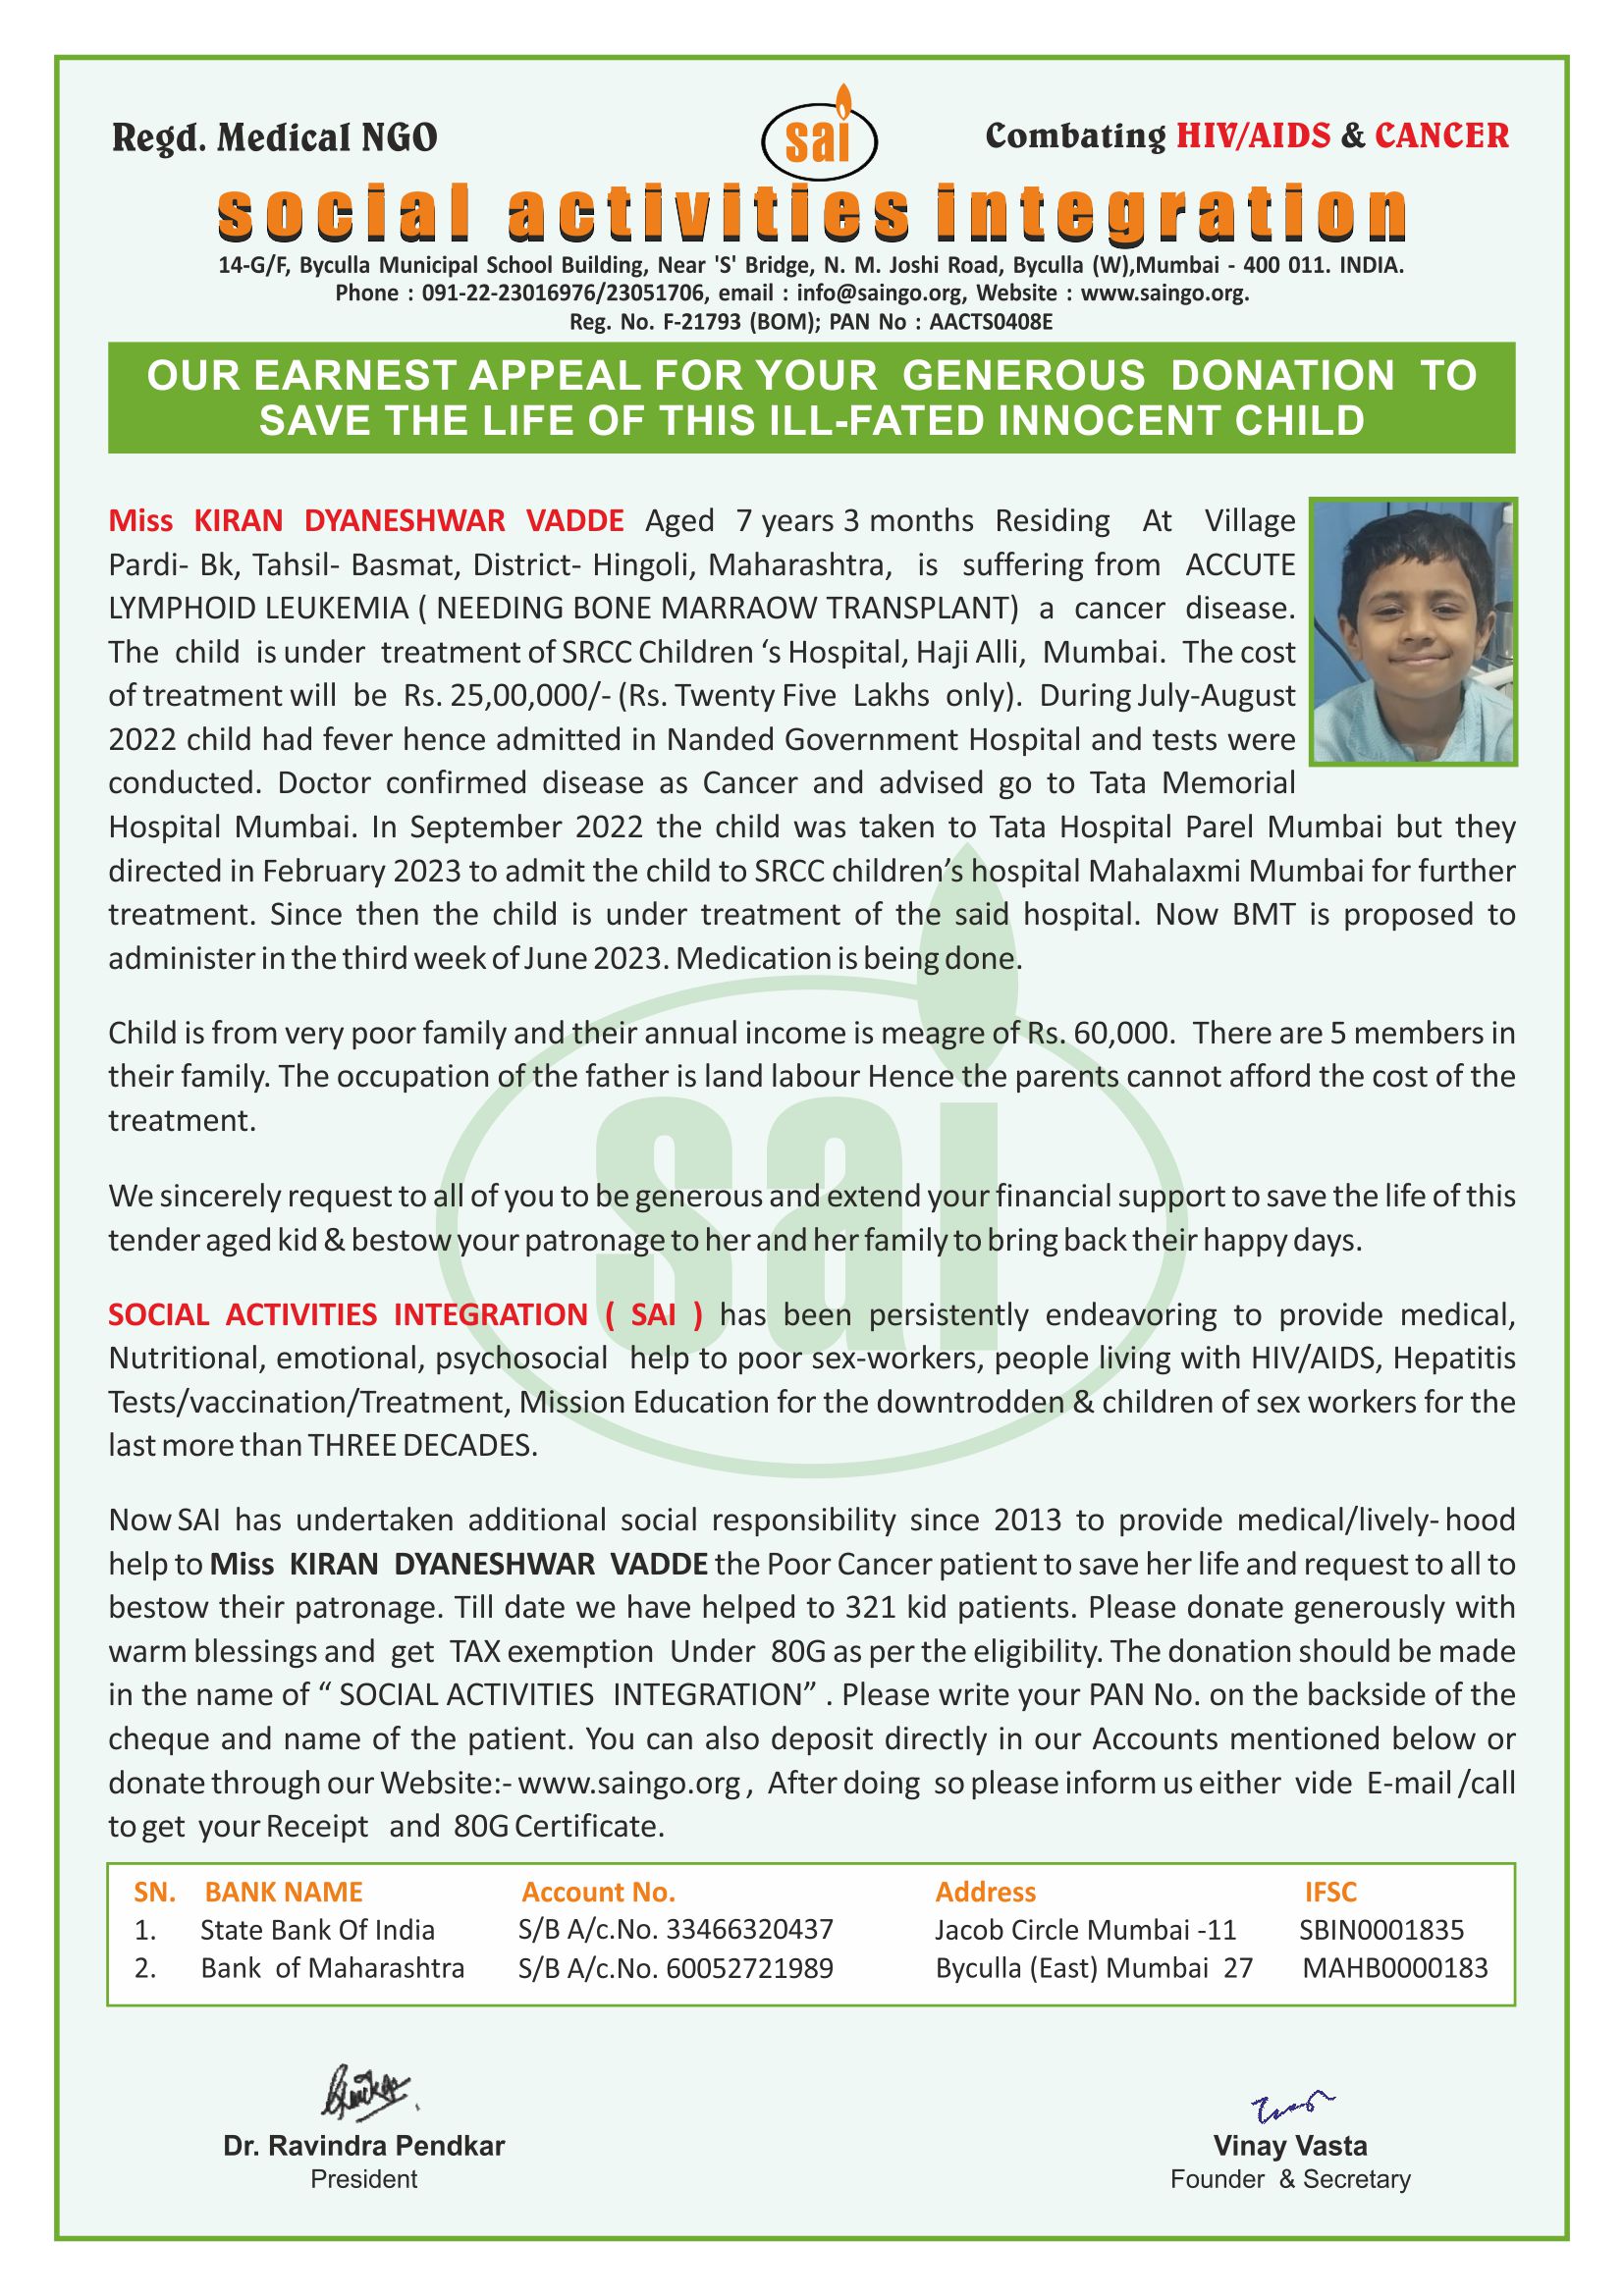 Regd. Medical NGO
sai
Combating HIV/AIDS & CANCER
social activities integration
14-G/F, Byculla Municipal School Building, Near 'S' Bridge, N. M. Joshi Road, Byculla (W),Mumbai - 400 011. INDIA.
Phone : 091-22-23016976/23051706, email : info@saingo.org, Website : www.saingo.org.
Reg. No. F-21793 (BOM); PAN No : AACTS0408E
OUR EARNEST APPEAL FOR YOUR GENEROUS DONATION TO
SAVE THE LIFE OF THIS ILL-FATED INNOCENT CHILD
Miss KIRAN DYANESHWAR VADDE Aged 7 years 3 months Residing At Village
Pardi- Bk, Tahsil- Basmat, District- Hingoli, Maharashtra, is suffering from ACCUTE
LYMPHOID LEUKEMIA ( NEEDING BONE MARRAOW TRANSPLANT) a cancer disease.
The child is under treatment of SRCC Children ‘s Hospital, Haji Alli, Mumbai. The cost
of treatment will be Rs. 25,00,000/- (Rs. Twenty Five Lakhs only). During July-August
2022 child had fever hence admitted in Nanded Government Hospital and tests were
conducted. Doctor confirmed disease as Cancer and advised go to Tata Memorial
Hospital Mumbai. In September 2022 the child was taken to Tata Hospital Parel Mumbai but they
directed in February 2023 to admit the child to SRCC children’s hospital Mahalaxmi Mumbai for further
treatment. Since then the child is under treatment of the said hospital. Now BMT is proposed to
administer in the third week of June 2023. Medication is being done.
Child is from very poor family and their annual income is meagre of Rs. 60,000. There are 5 members in
their family. The occupation of the father is land labour Hence the parents cannot afford the cost of the
treatment.
We sincerely request to all of you to be generous and extend your financial support to save the life of this
tender aged kid & bestow your patronage to her and her family to bring back their happy days.
SOCIAL ACTIVITIES INTEGRATION ( SAI ) has been persistently endeavoring to provide medical,
Nutritional, emotional, psychosocial help to poor sex-workers, people living with HIV/AIDS, Hepatitis
Tests/vaccination/Treatment, Mission Education for the downtrodden & children of sex workers for the
last more than THREE DECADES.
Now SAI has undertaken additional social responsibility since 2013 to provide medical/lively- hood
help to Miss KIRAN DYANESHWAR VADDE the Poor Cancer patient to save her life and request to all to
bestow their patronage. Till date we have helped to 321 kid patients. Please donate generously with
warm blessings and get TAX exemption Under 80G as per the eligibility. The donation should be made
in the name of “ SOCIAL ACTIVITIES INTEGRATION” . Please write your PAN No. on the backside of the
cheque and name of the patient. You can also deposit directly in our Accounts mentioned below or
donate through our Website:- www.saingo.org , After doing so please inform us either vide E-mail /call
to get your Receipt and 80G Certificate.
SN. BANK NAME Account No. Address IFSC
1. State Bank Of India S/B A/c.No. 33466320437 Jacob Circle Mumbai -11 SBIN0001835
2. Bank of Maharashtra S/B A/c.No. 60052721989 Byculla (East) Mumbai 27 MAHB0000183
Dr. Ravindra Pendkar
President
Vinay Vasta
Founder & Secretary
sai